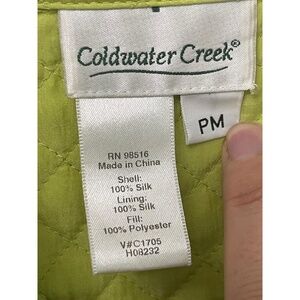 Coldwater Creek®
PM
RN 98516
Made in China
Shell:
100% Silk
Lining:
100% Silk
Fill:
100% Polyester
V#C1705
H08232